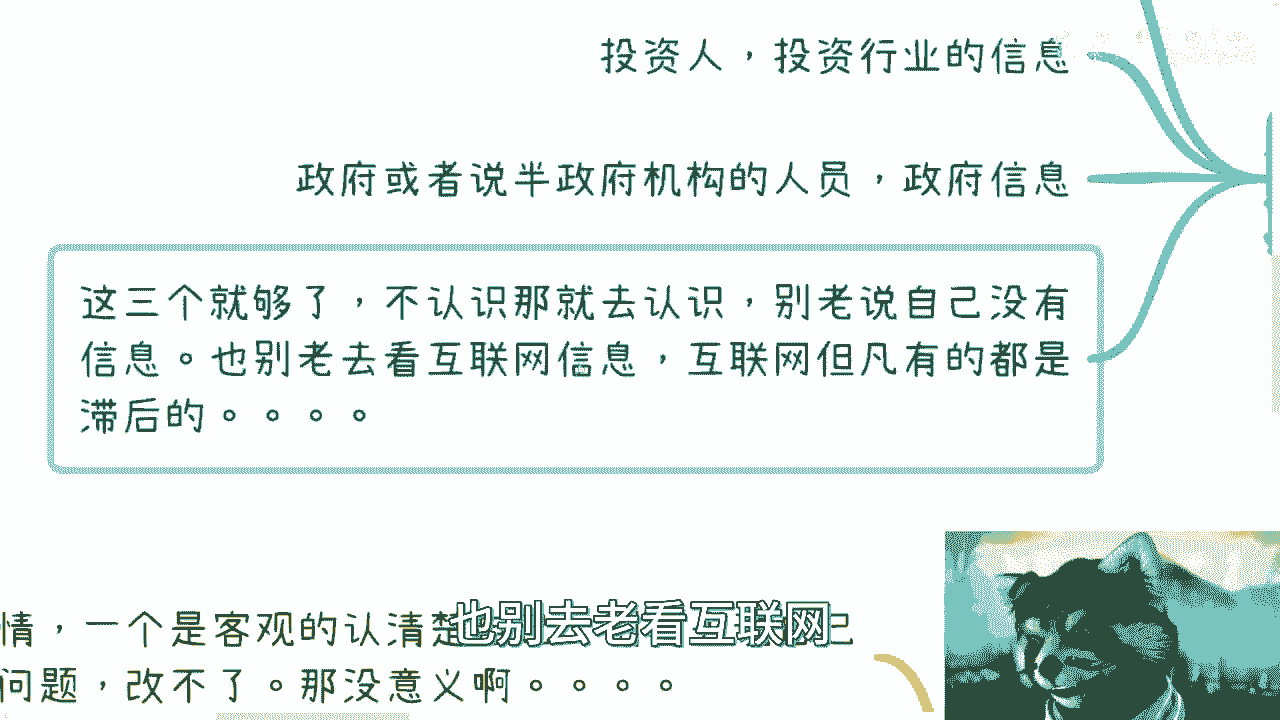 投资人，投资行业的信息
政府或者说半政府机构的人员，政府信息
这三个就够了，不认识那就去认识，别老说自己没有
信息。也别老去看互联网信息，互联网但凡有的都是
滞后的。。。。
情，一个是客观的认清楚
也别去老看互联网
问题，改不了。那没意义啊。。。。